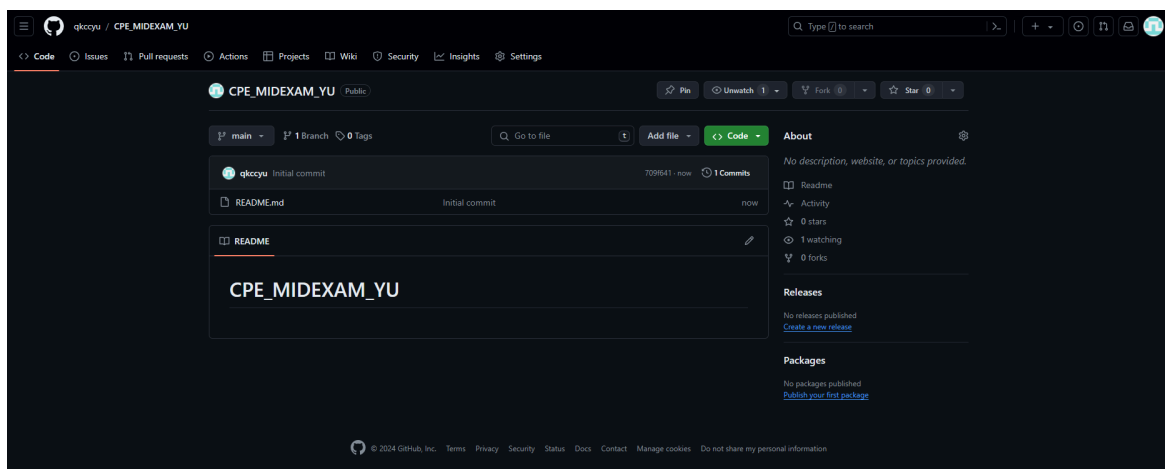 qkccyu / CPE_MIDEXAM_YU
Type / to search
Code Issues Pull requests Actions Projects Wiki Security Insights Settings
CPE_MIDEXAM_YU Public
Pin Unwatch 1 Fork 0 Star 0
main 1 Branch 0 Tags Go to file t Add file <> Code
qkccyu Initial commit 709f641 · now 1 Commits
README.md Initial commit now
README
CPE_MIDEXAM_YU
About
No description, website, or topics provided.
Readme
Activity
0 stars
1 watching
0 forks
Releases
No releases published
Create a new release
Packages
No packages published
Publish your first package
© 2024 GitHub, Inc. Terms Privacy Security Status Docs Contact Manage cookies Do not share my personal information